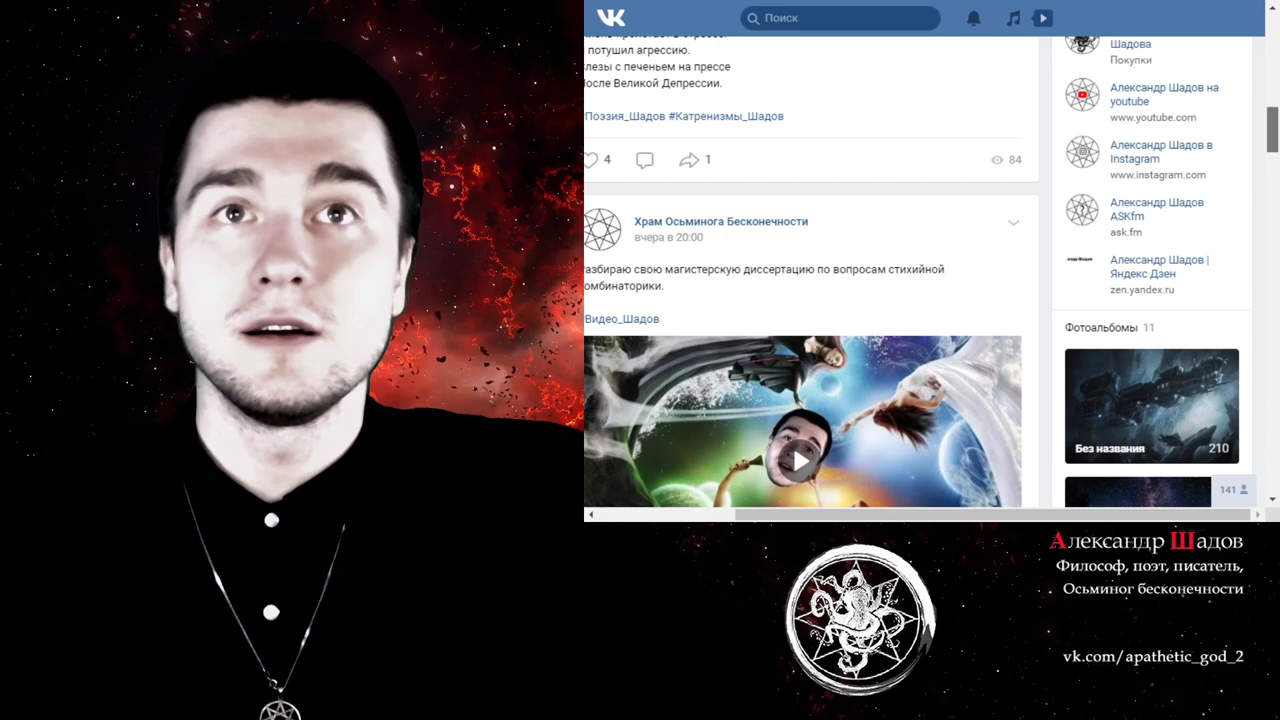 Поиск
потушил агрессию.
слезы с печеньем на прессе
После Великой Депрессии.
#Поэзия_Шадов #Катренизмы_Шадов
4
1
84
Храм Осьминога Бесконечности
вчера в 20:00
азбираю свою магистерскую диссертацию по вопросам стихийной
омбинаторики.
#Видео_Шадов
Шадова
Покупки
Александр Шадов на
youtube
www.youtube.com
Александр Шадов в
Instagram
www.instagram.com
Александр Шадов
ASKfm
ask.fm
Александр Шадов |
Яндекс Дзен
zen.yandex.ru
Фотоальбомы 11
Без названия 210
141
Александр Шадов
Философ, поэт, писатель,
Осьминог бесконечности
vk.com/apathetic_god_2